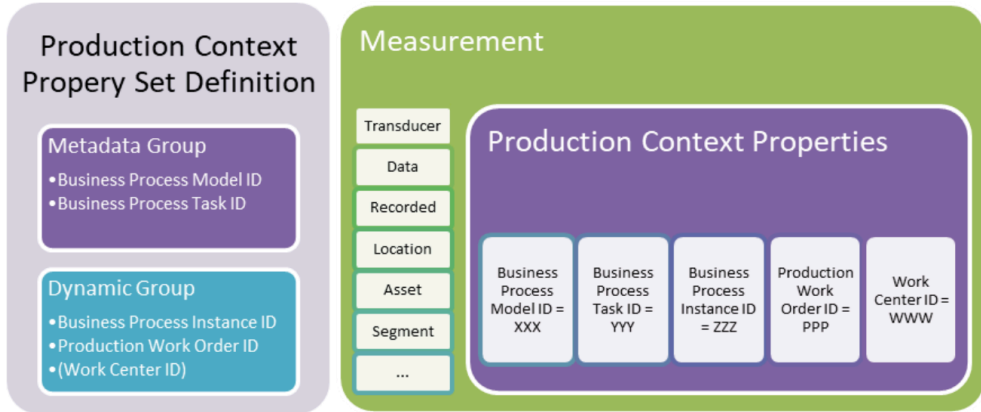 Production Context
Propery Set Definition
Metadata Group
•Business Process Model ID
•Business Process Task ID
Dynamic Group
•Business Process Instance ID
•Production Work Order ID
•(Work Center ID)
Measurement
Transducer
Data
Recorded
Location
Asset
Segment
...
Production Context Properties
Business
Process
Model ID =
XXX
Business
Process
Task ID =
YYY
Business
Process
Instance ID
= ZZZ
Production
Work
Order ID =
PPP
Work
Center ID =
WWW